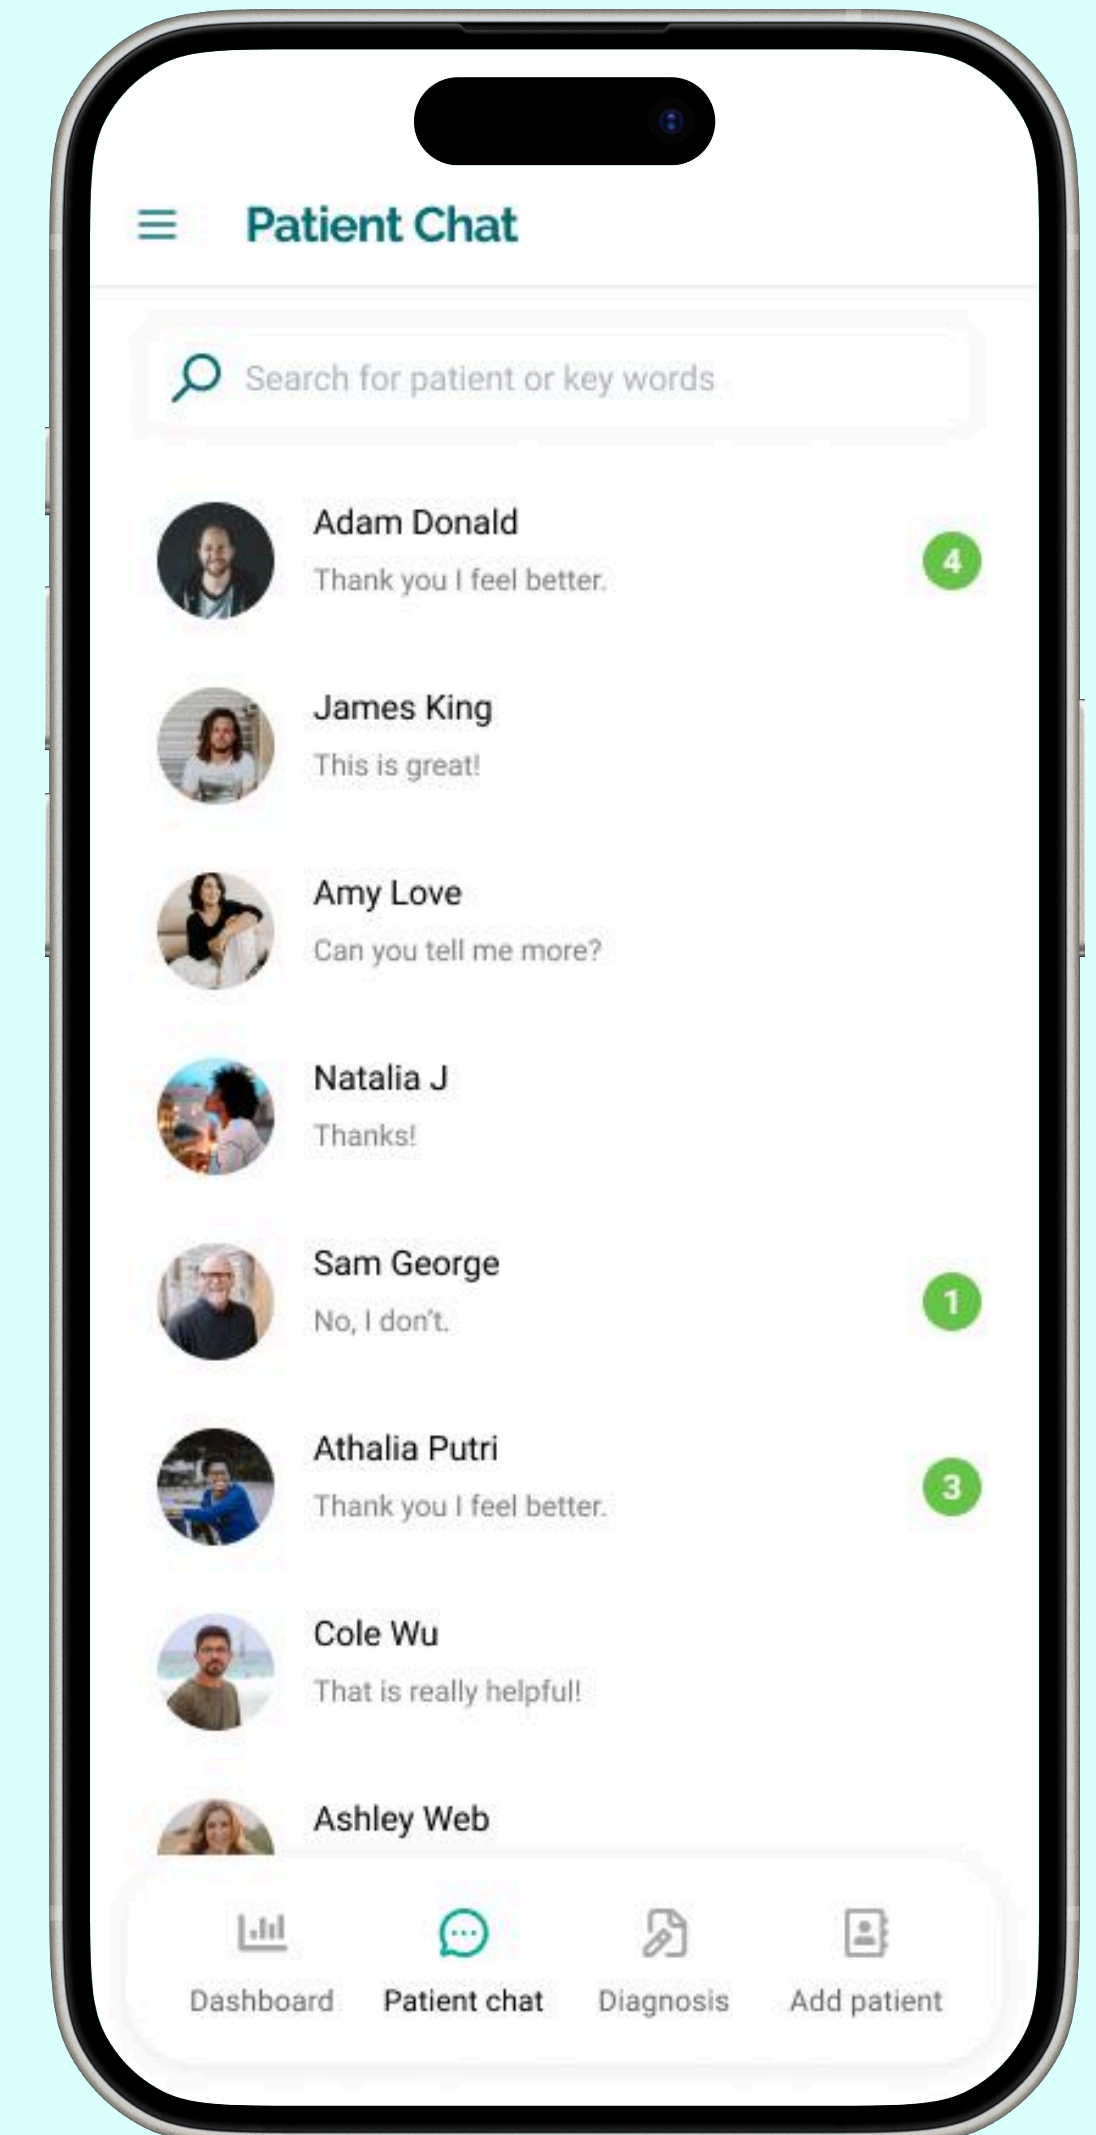 Patient Chat
Search for patient or key words
Adam Donald
Thank you I feel better.
4
James King
This is great!
Amy Love
Can you tell me more?
Natalia J
Thanks!
Sam George
No, I don't.
1
Athalia Putri
Thank you I feel better.
3
Cole Wu
That is really helpful!
Ashley Web
Dashboard Patient chat Diagnosis Add patient